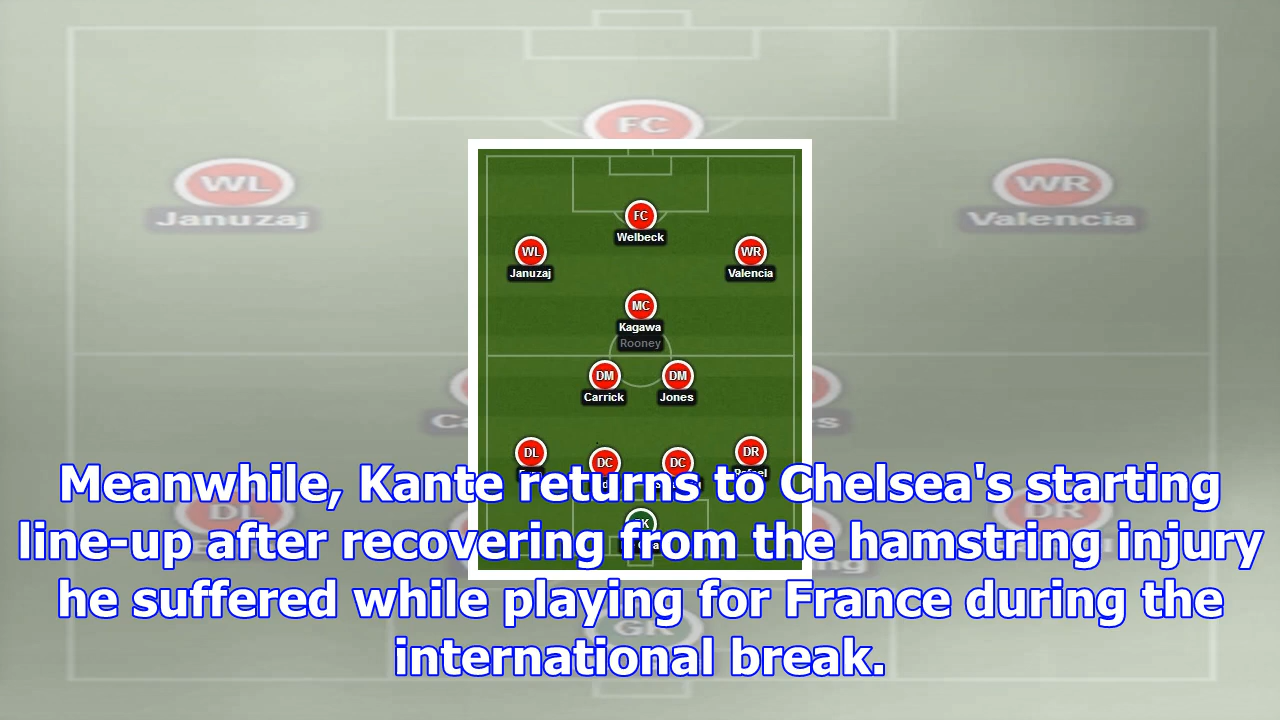 FC
WL
WR
Januzaj
Valencia
FC
Welbeck
WL
WR
Januzaj
Valencia
MC
Kagawa
Rooney
DM
DM
Carrick
Jones
DL
DC
DC
DR
Meanwhile, Kante returns to Chelsea's starting
line-up after recovering from the hamstring injury
he suffered while playing for France during the
international break.
DL
DR
GK